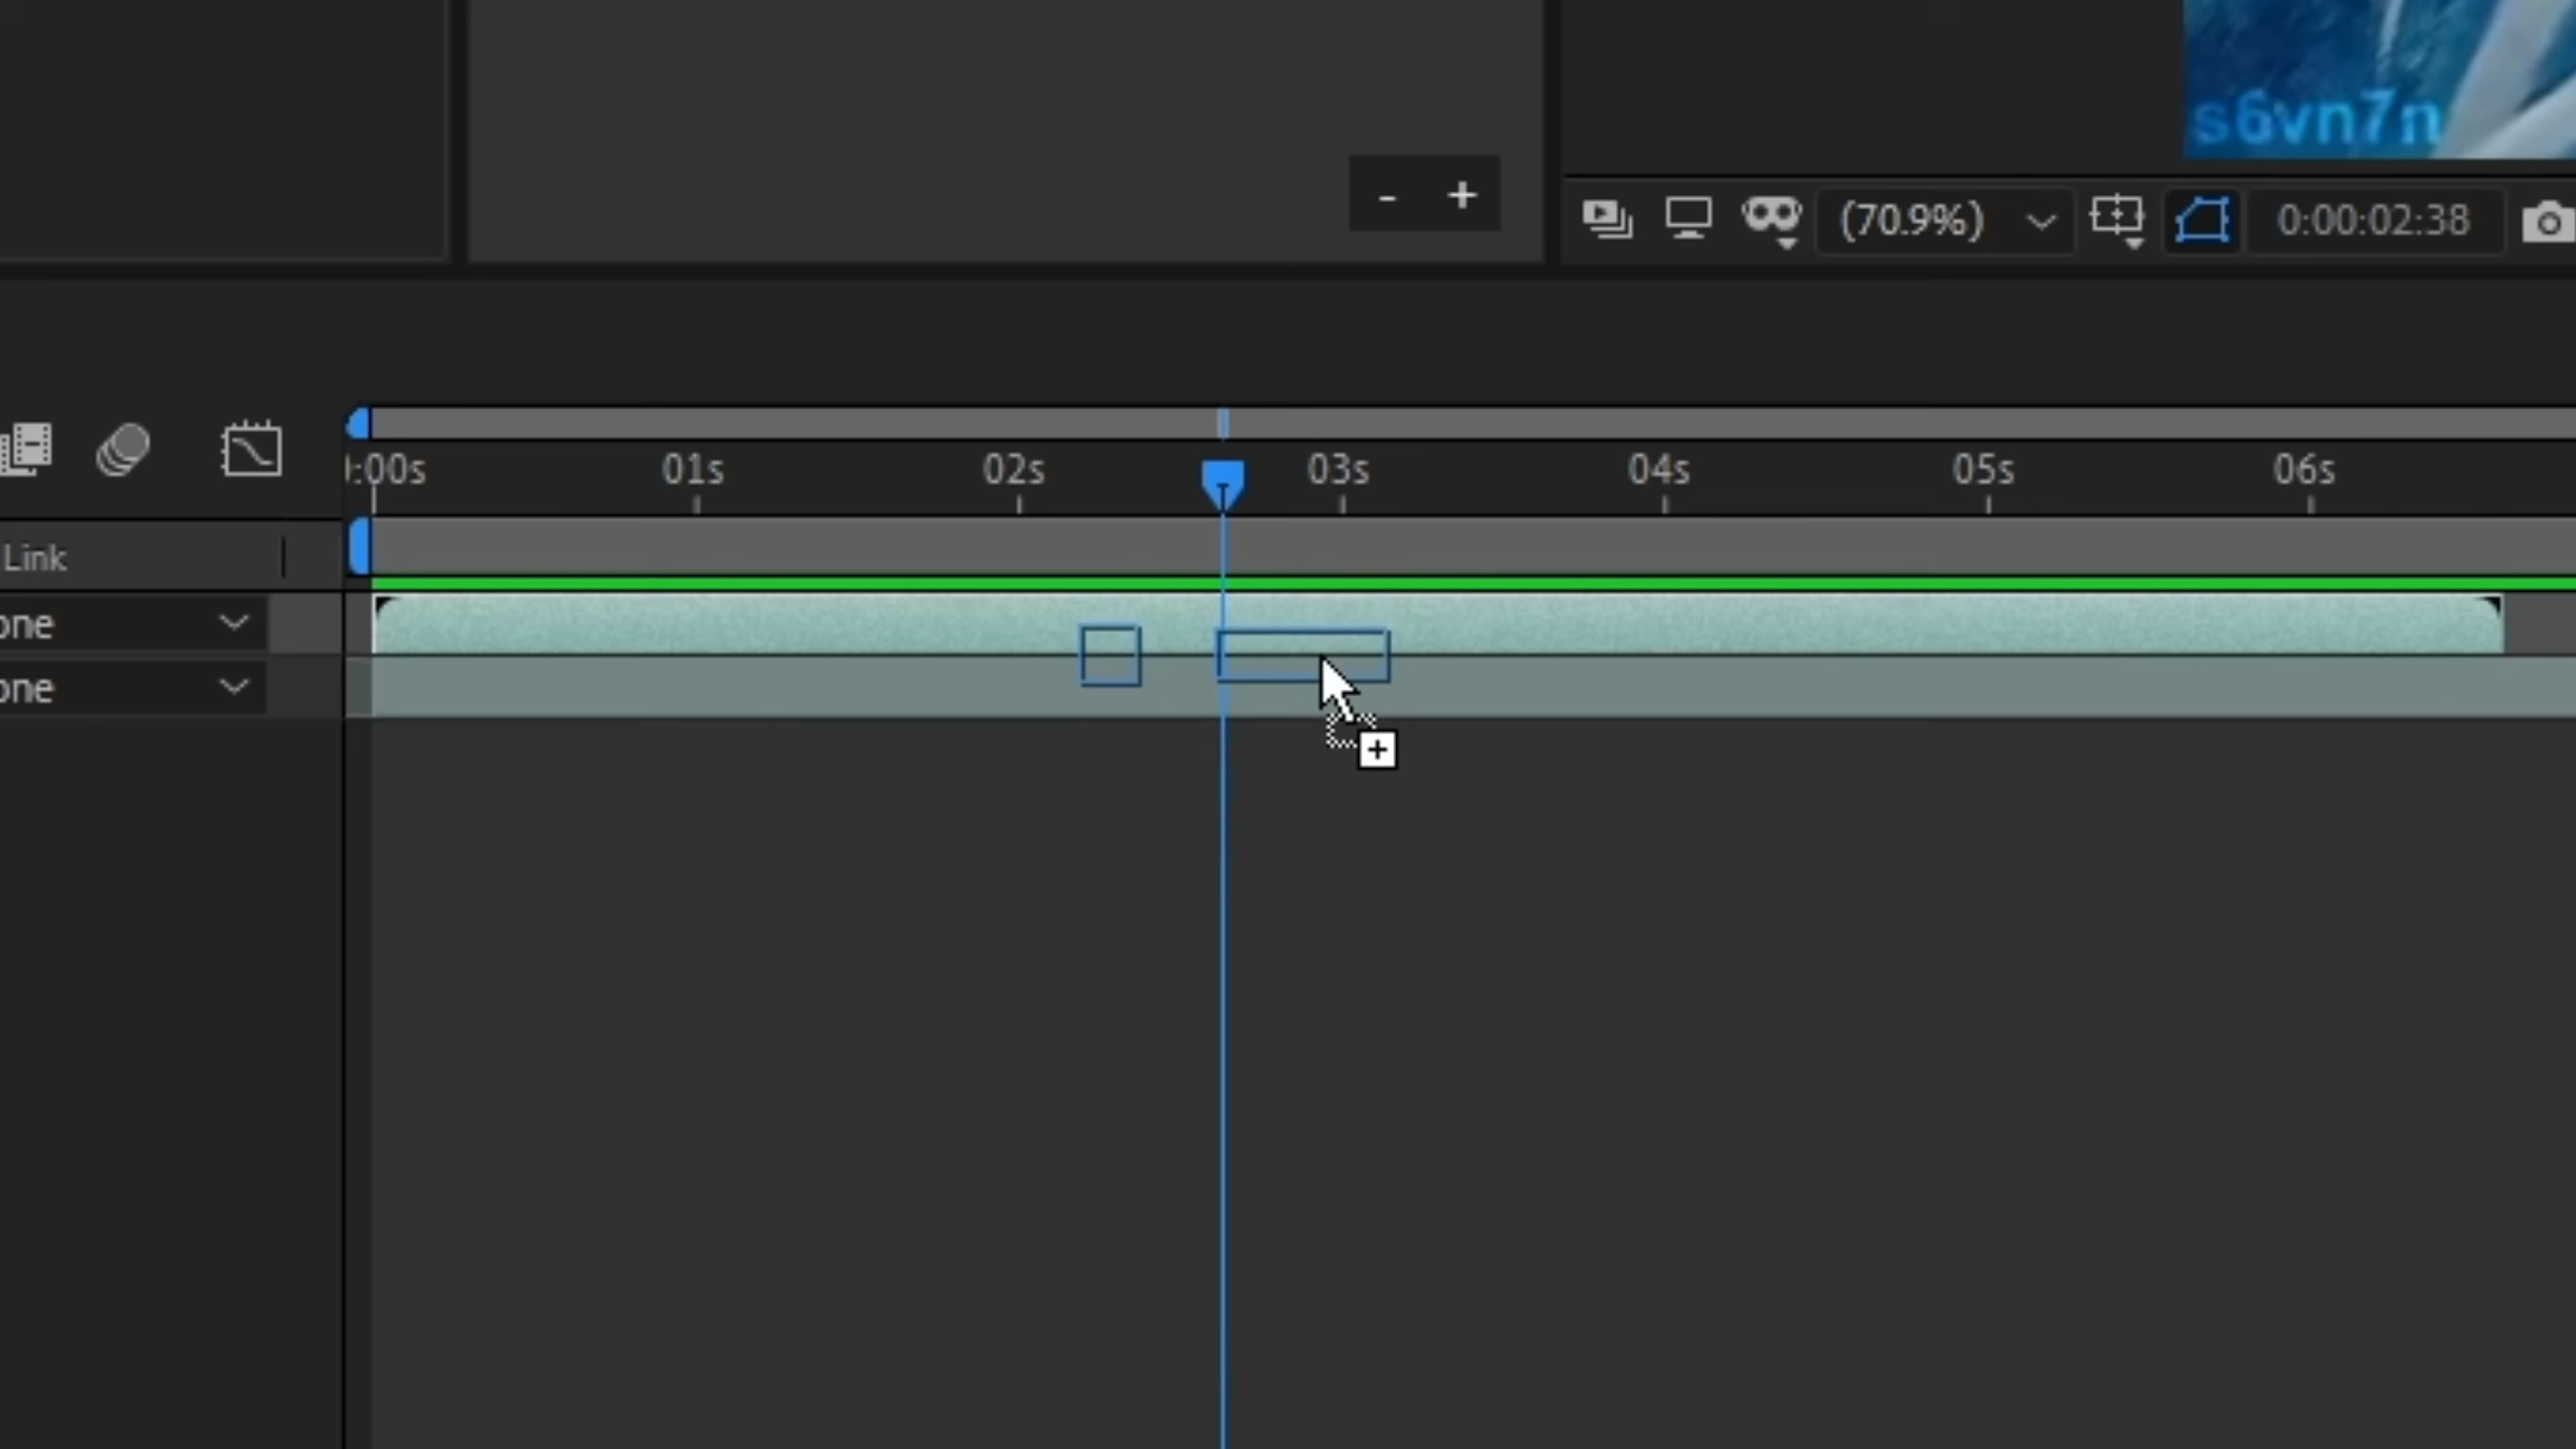 s6vn7n
- +
(70.9%) 0:00:02:38
:00s 01s 02s 03s 04s 05s 06s
Link
one
one